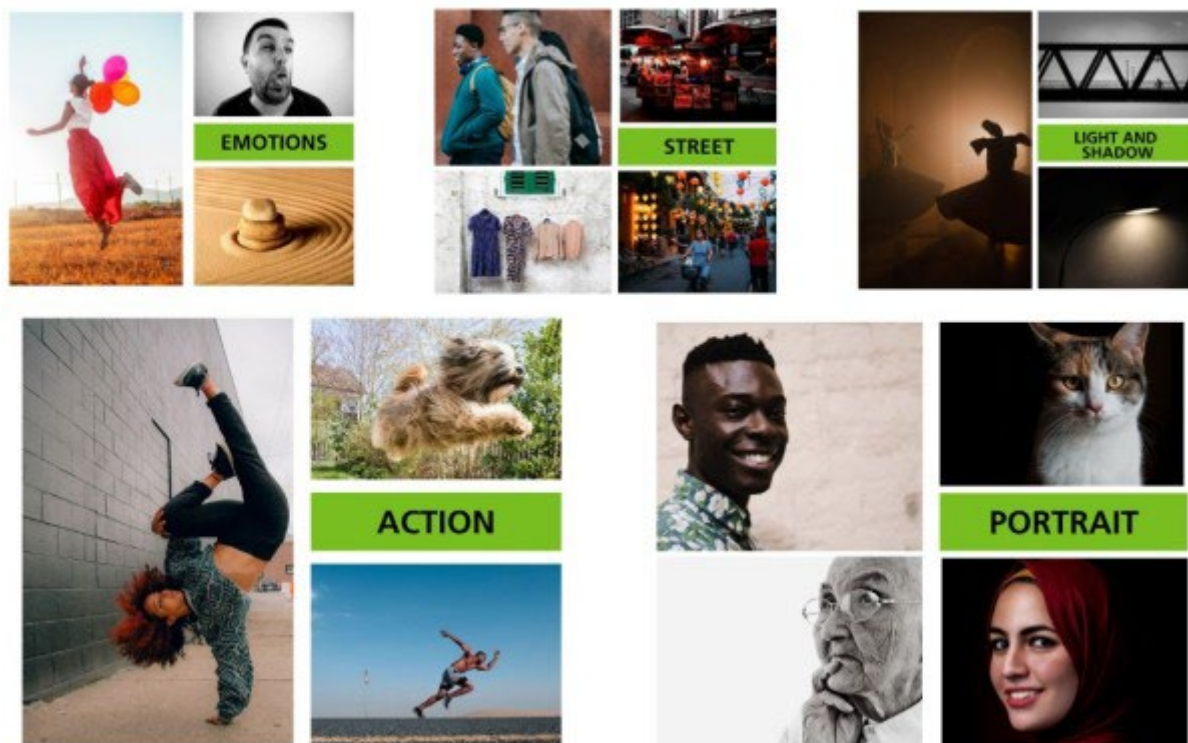 EMOTIONS
STREET
LIGHT AND
SHADOW
ACTION
PORTRAIT